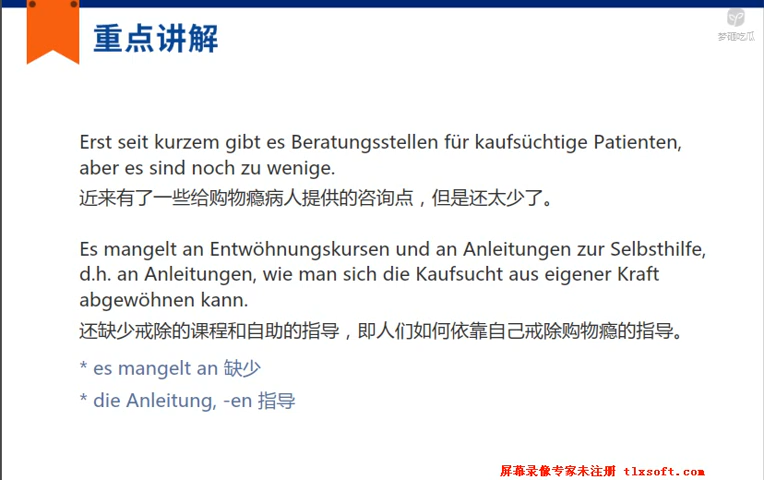 重点讲解
梦砸吃瓜
Erst seit kurzem gibt es Beratungsstellen für kaufsüchtige Patienten,
aber es sind noch zu wenige.
近来有了一些给购物瘾病人提供的咨询点，但是还太少了。
Es mangelt an Entwöhnungskursen und an Anleitungen zur Selbsthilfe,
d.h. an Anleitungen, wie man sich die Kaufsucht aus eigener Kraft
abgewöhnen kann.
还缺少戒除的课程和自助的指导，即人们如何依靠自己戒除购物瘾的指导。
* es mangelt an 缺少
* die Anleitung, -en 指导
屏幕录像专家未注册 tlxsoft.com